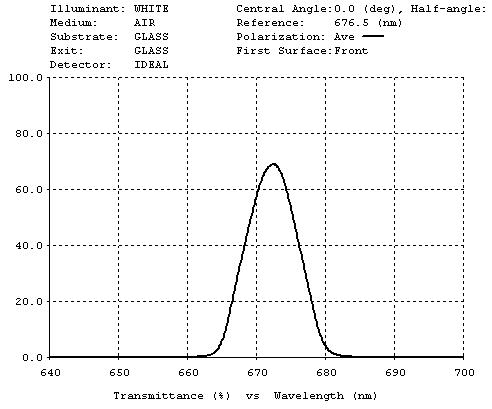 Illuminant: WHITE Central Angle:0.0 (deg), Half-angle:
Medium: AIR Reference: 676.5 (nm)
Substrate: GLASS Polarization: Ave
Exit: GLASS First Surface:Front
Detector: IDEAL
100.0
80.0
60.0
40.0
20.0
0.0
640 650 660 670 680 690 700
Transmittance (%) vs Wavelength (nm)